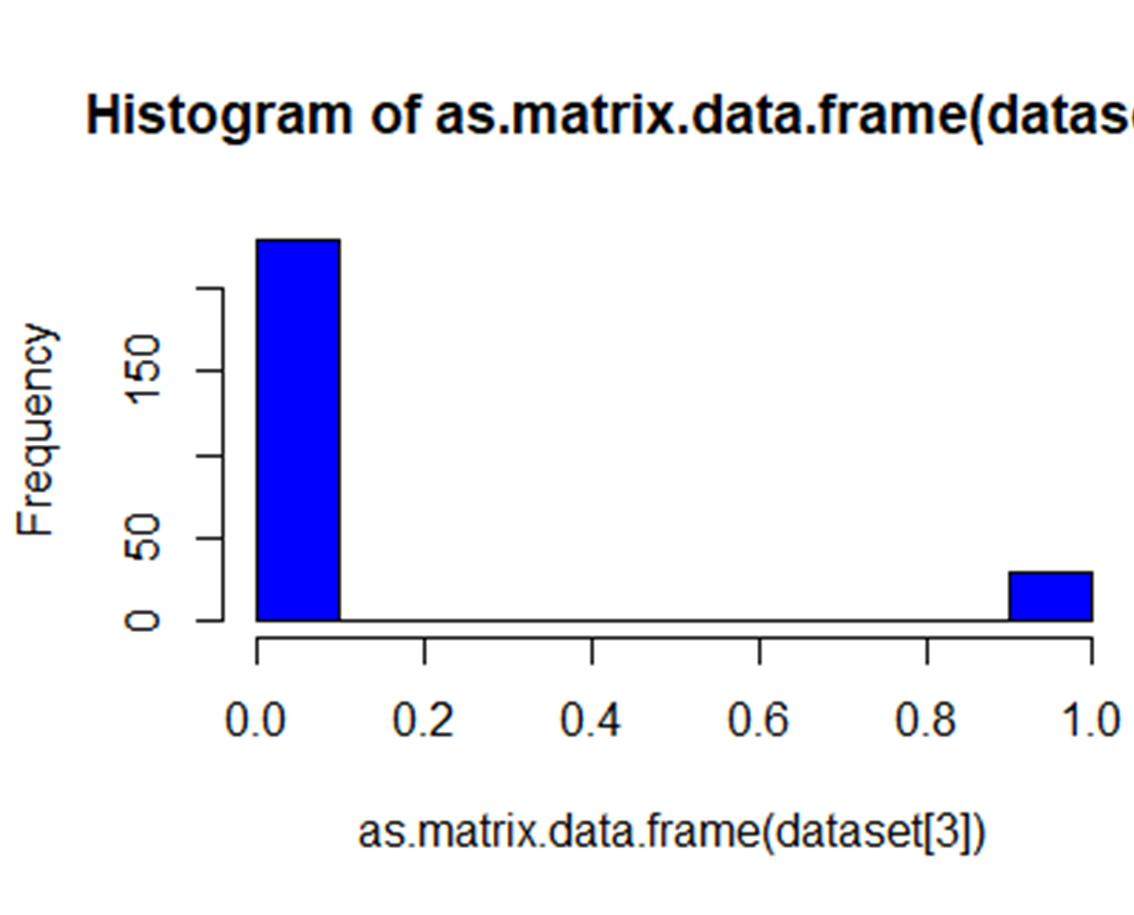 Histogram of as.matrix.data.frame(datas
Frequency
150
50
0
0.0 0.2 0.4 0.6 0.8 1.0
as.matrix.data.frame(dataset[3])